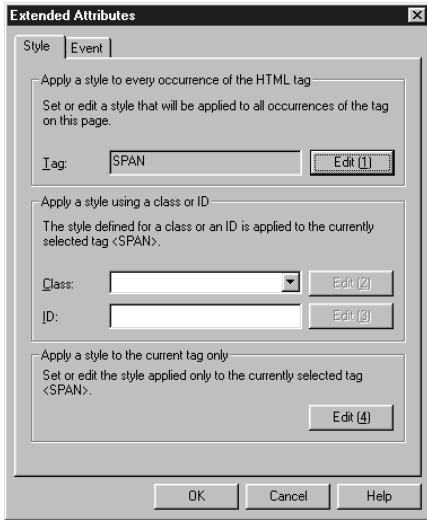 Extended Attributes
Style Event
Apply a style to every occurrence of the HTML tag
Set or edit a style that will be applied to all occurrences of the tag
on this page.
Tag: SPAN Edit (1)
Apply a style using a class or ID
The style defined for a class or an ID is applied to the currently
selected tag <SPAN>.
Class: Edit (2)
ID: Edit (3)
Apply a style to the current tag only
Set or edit the style applied only to the currently selected tag
<SPAN>.
Edit (4)
OK Cancel Help